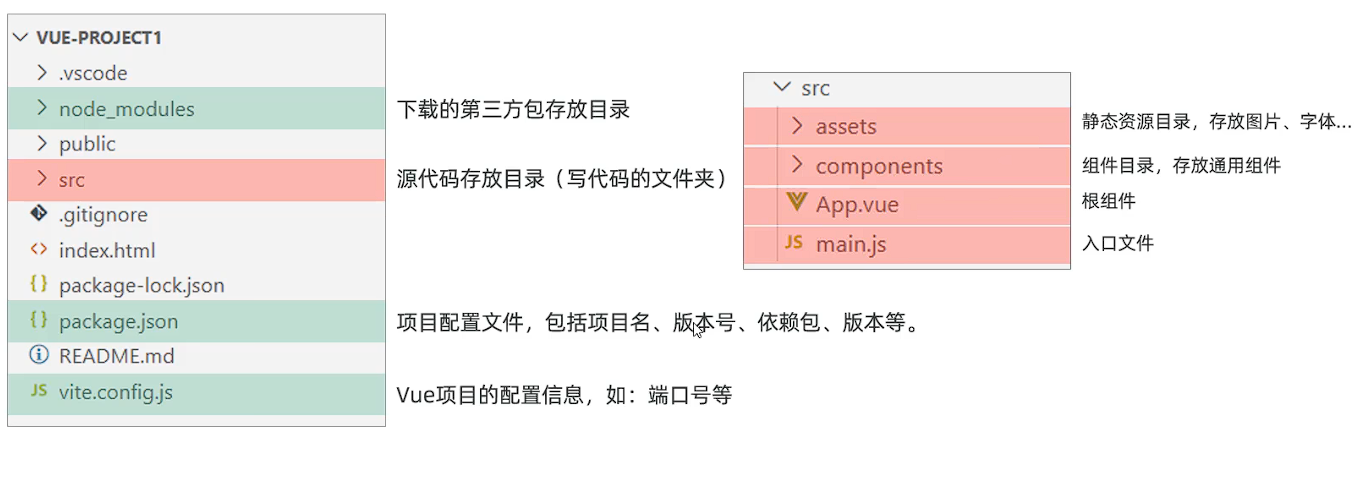 VUE-PROJECT1
.vscode
node_modules
下载的第三方包存放目录
public
src
源代码存放目录（写代码的文件夹）
.gitignore
index.html
package-lock.json
package.json
项目配置文件，包括项目名、版本号、依赖包、版本等。
README.md
JS vite.config.js
Vue项目的配置信息，如：端口号等
src
assets
静态资源目录，存放图片、字体...
components
组件目录，存放通用组件
App.vue
根组件
JS main.js
入口文件